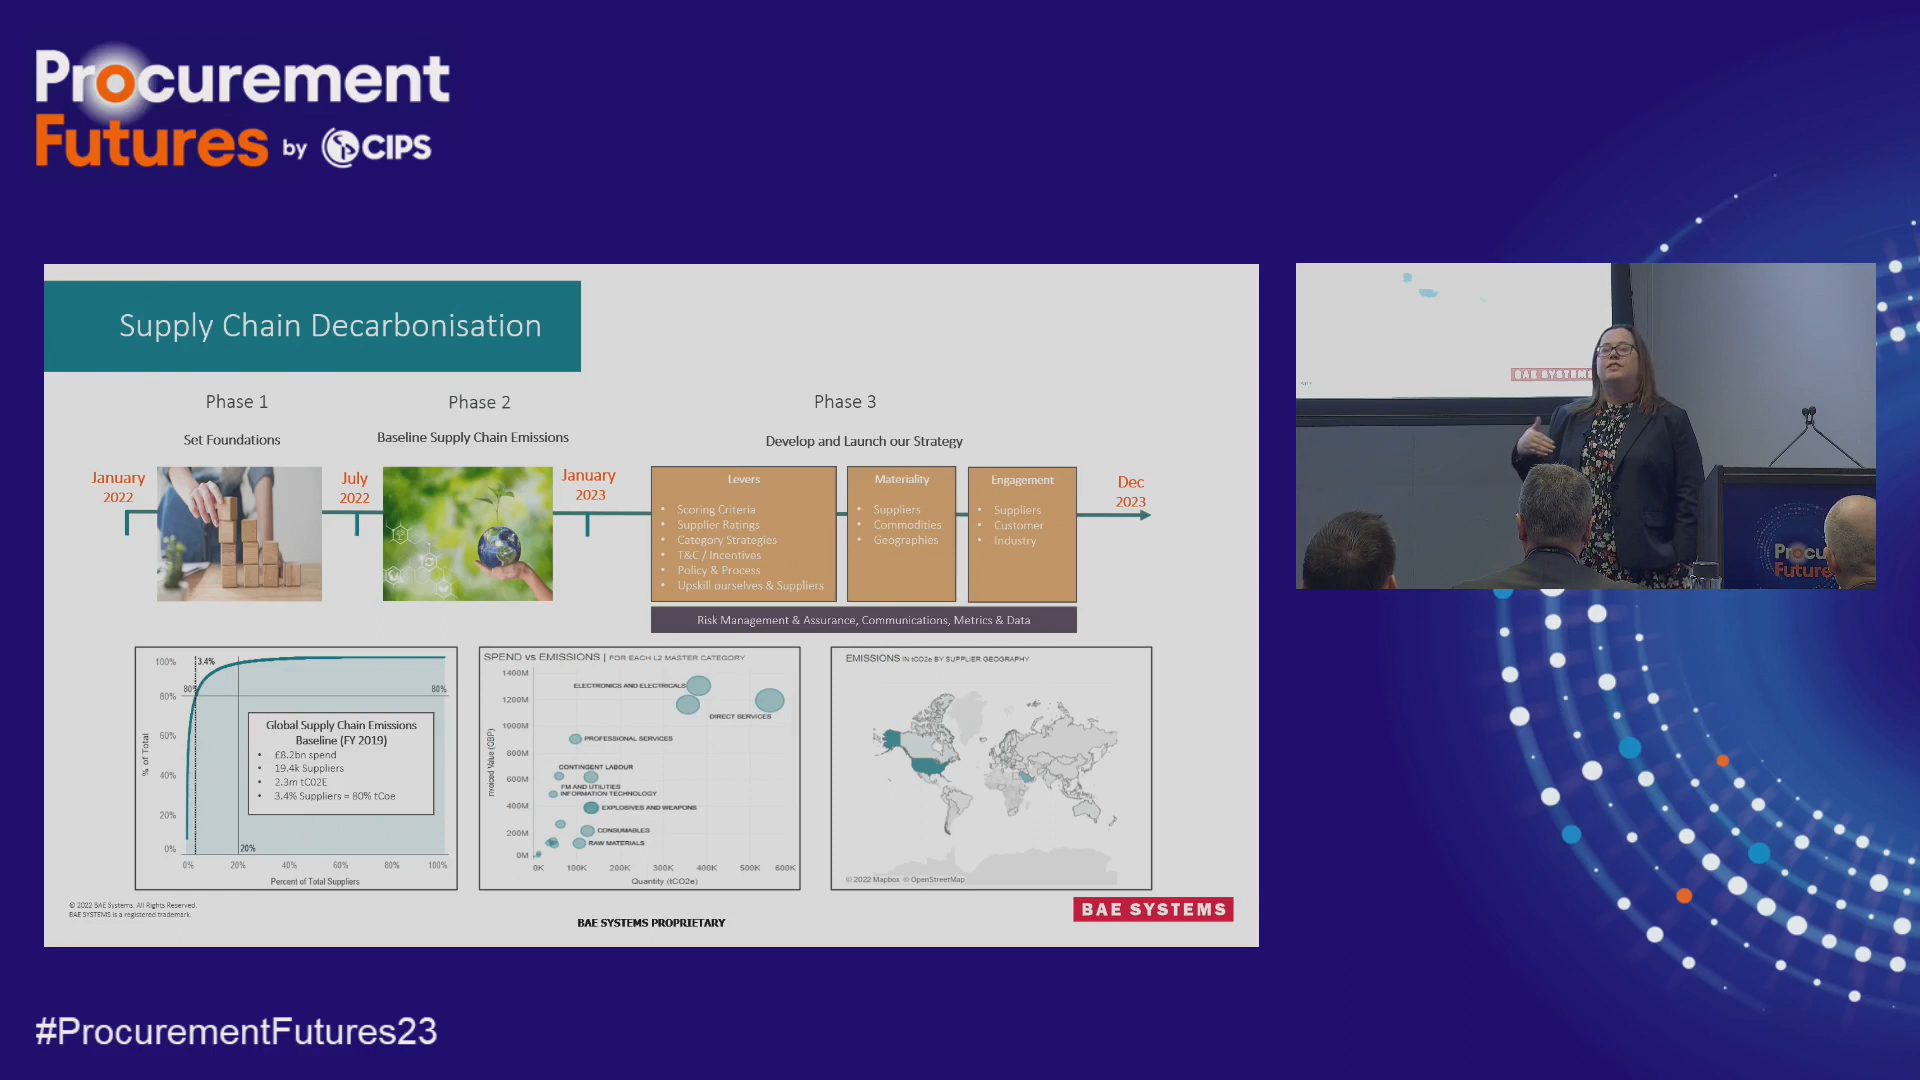 Procurement
Futures by CIPS
Supply Chain Decarbonisation
Phase 1
Phase 2
Phase 3
Set Foundations
Baseline Supply Chain Emissions
Develop and Launch our Strategy
January
2022
July
2022
January
2023
Dec
2023
Levers
• Scoring Criteria
• Supplier Ratings
• Category Strategies
• T&C / Incentives
• Policy & Process
• Upskill ourselves & Suppliers
Materiality
• Suppliers
• Commodities
• Geographies
Engagement
• Suppliers
• Customer
• Industry
Risk Management & Assurance, Communications, Metrics & Data
100%
80%
60%
40%
20%
0%
% of Total
3.4%
80%
80%
20%
Global Supply Chain Emissions
Baseline (FY 2019)
• £8.2bn spend
• 19.4k Suppliers
• 2.3m tC02E
• 3.4% Suppliers = 80% tCoe
0% 20% 40% 60% 80% 100%
Percent of Total Suppliers
SPEND vs EMISSIONS | FOR EACH L2 MASTER CATEGORY
1400M
1200M
1000M
800M
600M
400M
200M
0M
Invoiced Value (GBP)
ELECTRONICS AND ELECTRICALS
DIRECT SERVICES
PROFESSIONAL SERVICES
CONTINGENT LABOUR
FM AND UTILITIES
INFORMATION TECHNOLOGY
EXPLOSIVES AND WEAPONS
CONSUMABLES
RAW MATERIALS
0K 100K 200K 300K 400K 500K 600K
Quantity (tCO2e)
EMISSIONS IN tCO2e BY SUPPLIER GEOGRAPHY
© 2022 Mapbox © OpenStreetMap
© 2022 BAE Systems. All Rights Reserved.
BAE SYSTEMS is a registered trademark.
BAE SYSTEMS PROPRIETARY
BAE SYSTEMS
BAE SYSTEMS
Procu
Future
#ProcurementFutures23